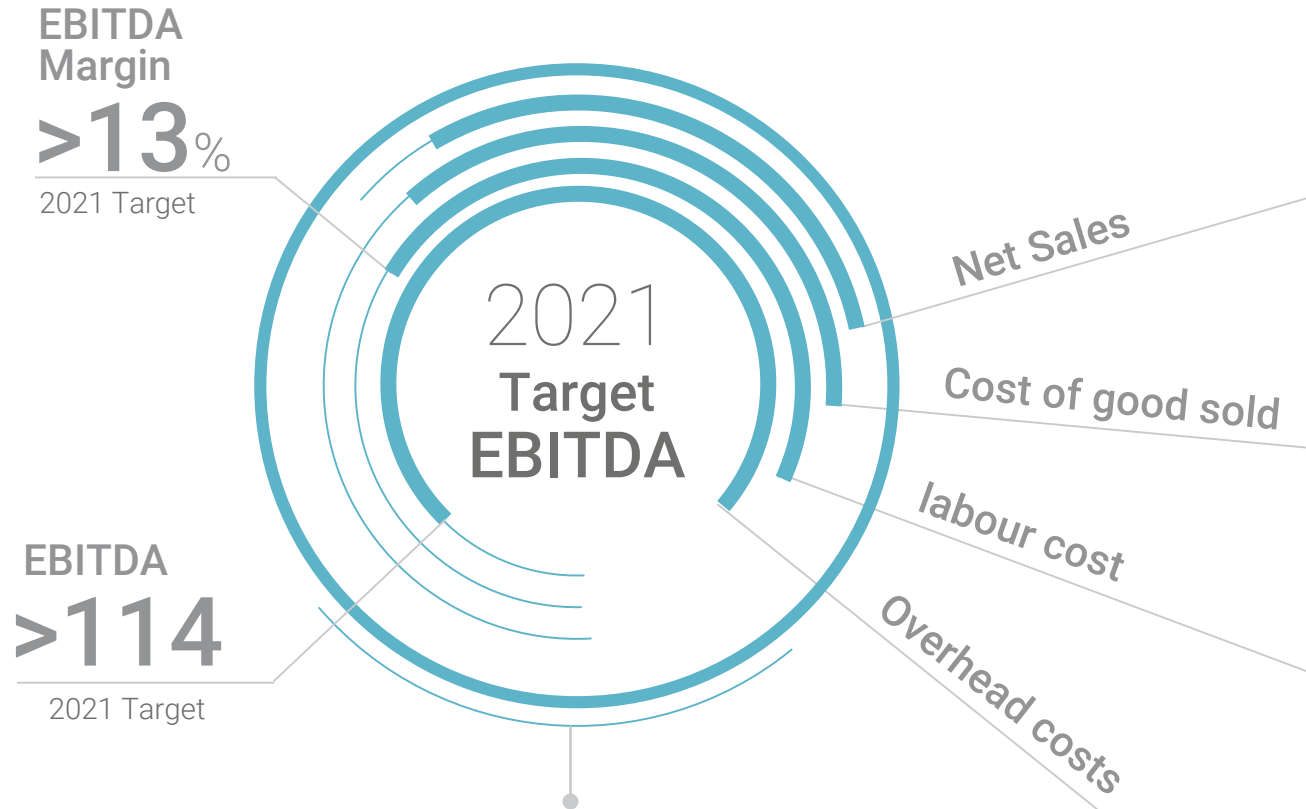 EBITDA
Margin
>13%
2021 Target
2021
Target
EBITDA
Net Sales
Cost of good sold
labour cost
Overhead costs
EBITDA
>114
2021 Target